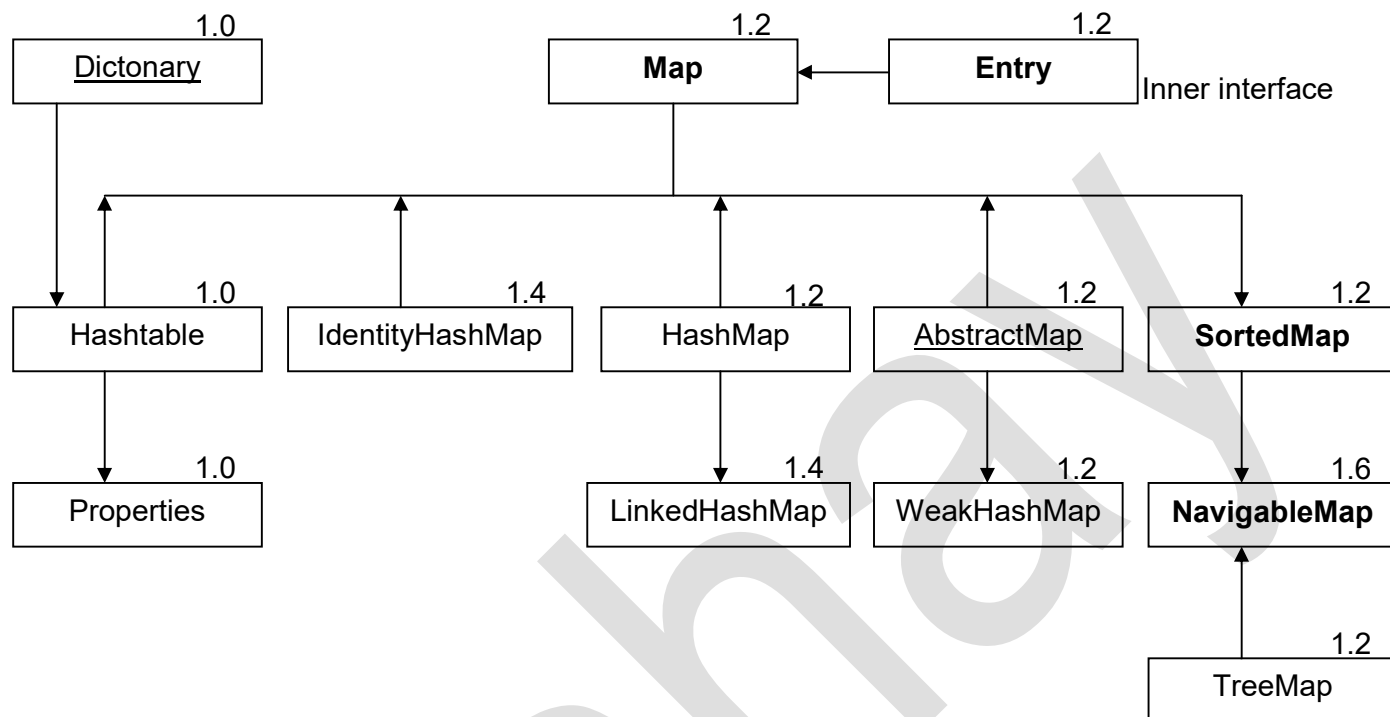 1.0 1.2 1.2
Dictonary Map Entry
Inner interface
1.0 1.4 1.2 1.2 1.2
Hashtable IdentityHashMap HashMap AbstractMap SortedMap
1.0 1.4 1.2 1.6
Properties LinkedHashMap WeakHashMap NavigableMap
1.2
TreeMap
hay